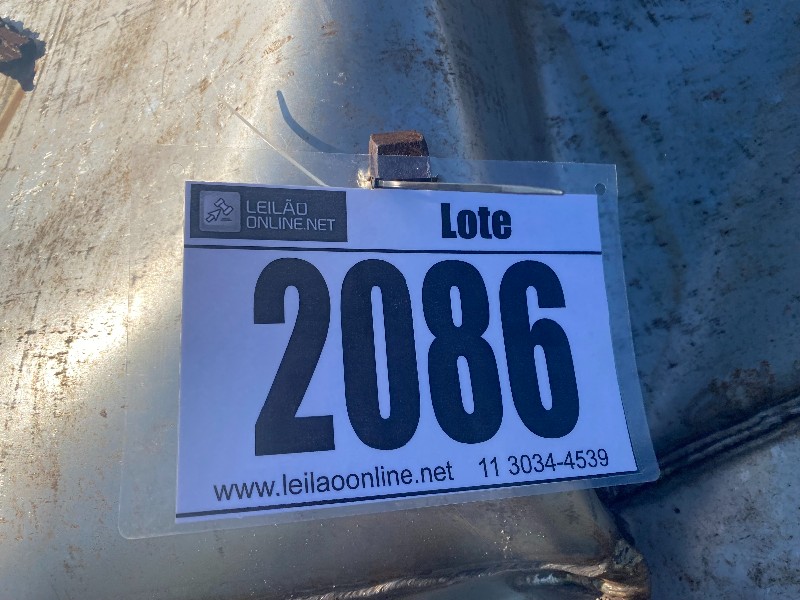 LEILÃO
ONLINE.NET
Lote
2086
www.leilaoonline.net 11 3034-4539